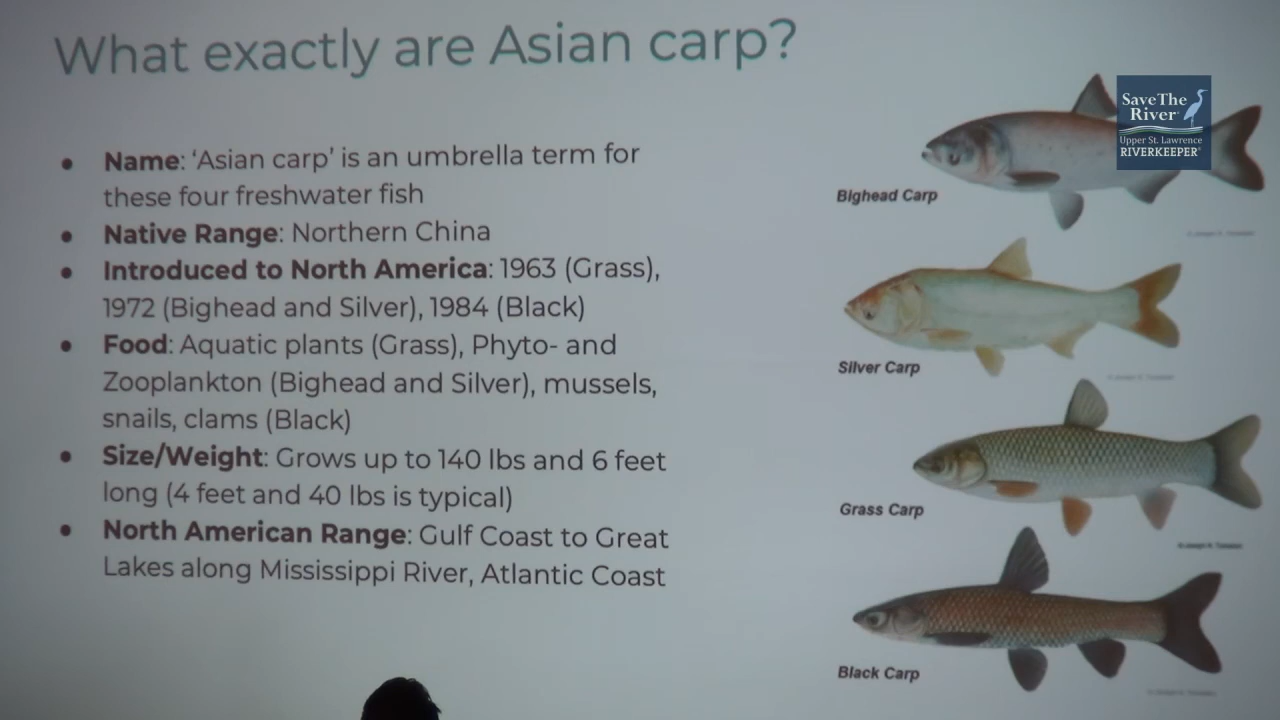 What exactly are Asian carp?
● Name: ‘Asian carp’ is an umbrella term for
these four freshwater fish
● Native Range: Northern China
● Introduced to North America: 1963 (Grass),
1972 (Bighead and Silver), 1984 (Black)
● Food: Aquatic plants (Grass), Phyto- and
Zooplankton (Bighead and Silver), mussels,
snails, clams (Black)
● Size/Weight: Grows up to 140 lbs and 6 feet
long (4 feet and 40 lbs is typical)
● North American Range: Gulf Coast to Great
Lakes along Mississippi River, Atlantic Coast
Save The
River
Upper St. Lawrence
RIVERKEEPER®
Bighead Carp
Silver Carp
Grass Carp
Black Carp